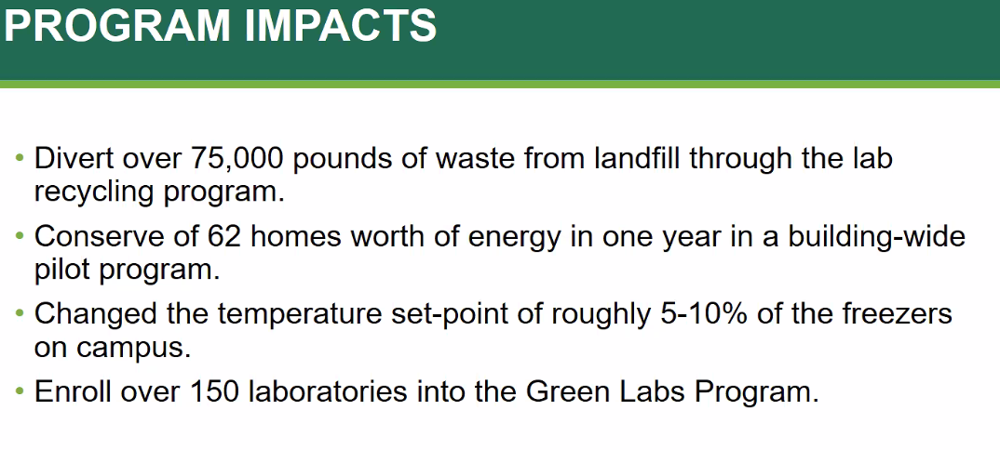 PROGRAM IMPACTS
• Divert over 75,000 pounds of waste from landfill through the lab
recycling program.
• Conserve of 62 homes worth of energy in one year in a building-wide
pilot program.
• Changed the temperature set-point of roughly 5-10% of the freezers
on campus.
• Enroll over 150 laboratories into the Green Labs Program.